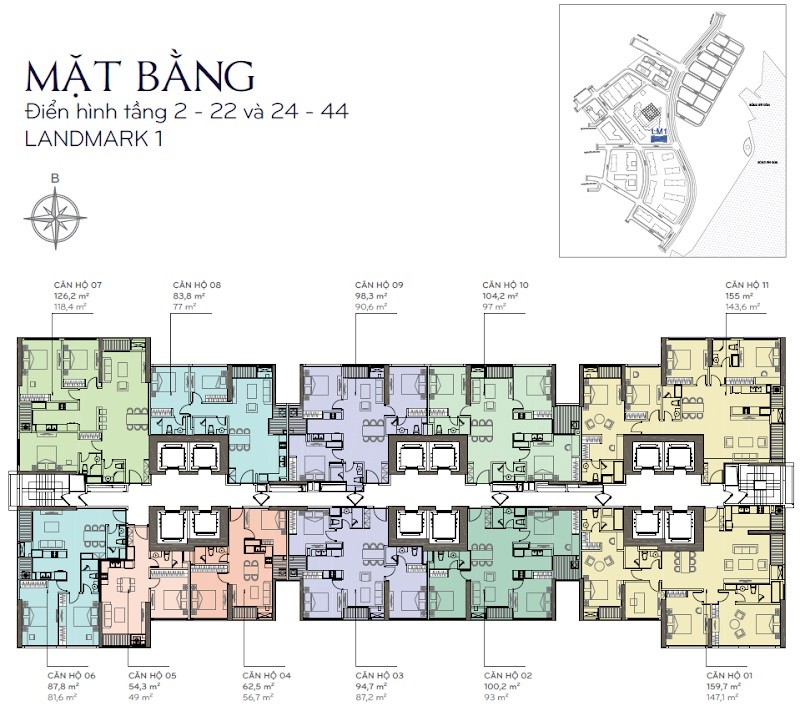 MẶT BẰNG
Điển hình tầng 2 - 22 và 24 - 44
LANDMARK 1
B
LM1
CĂN HỘ 07
126,2 m²
118,4 m²
CĂN HỘ 08
83,8 m²
77 m²
CĂN HỘ 09
98,3 m²
90,6 m²
CĂN HỘ 10
104,2 m²
97 m²
CĂN HỘ 11
155 m²
143,6 m²
CĂN HỘ 06
87,8 m²
81,6 m²
CĂN HỘ 05
54,3 m²
49 m²
CĂN HỘ 04
62,5 m²
56,7 m²
CĂN HỘ 03
94,7 m²
87,2 m²
CĂN HỘ 02
100,2 m²
93 m²
CĂN HỘ 01
159,7 m²
147,1 m²